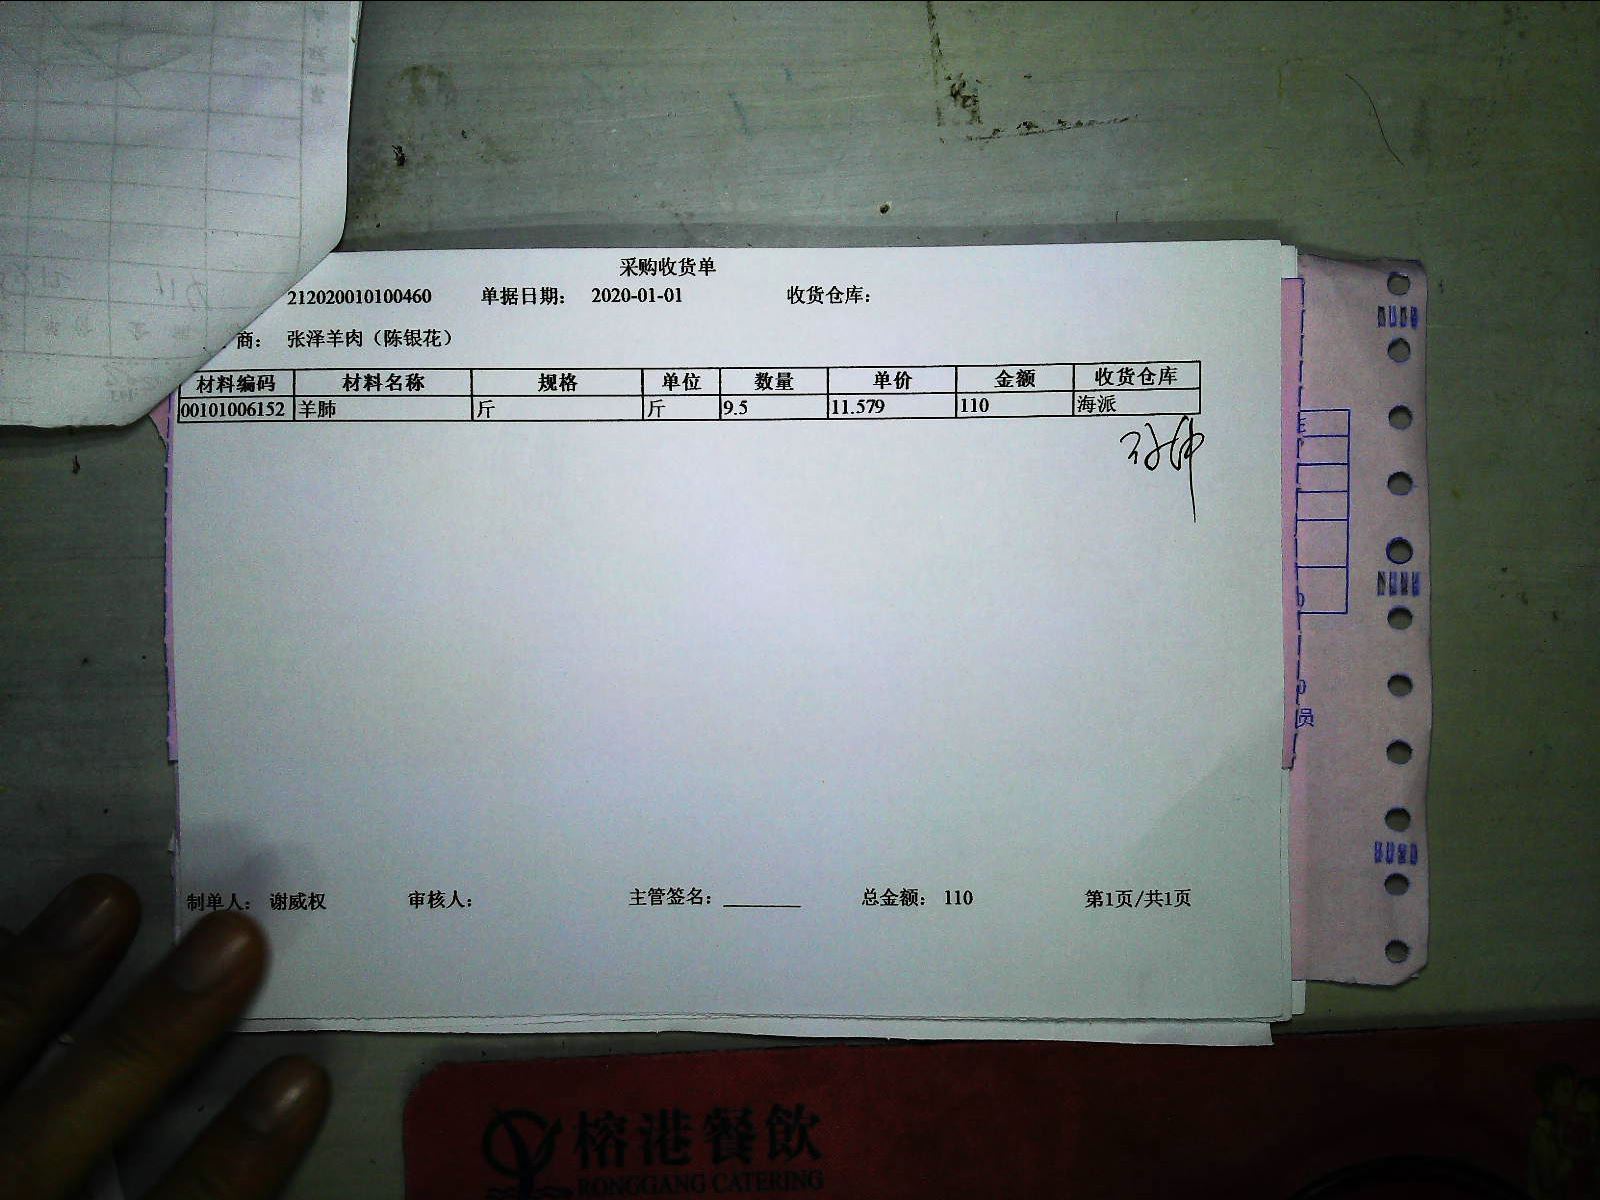 采购收货单
212020010100460 单据日期： 2020-01-01 收货仓库：
商： 张泽羊肉（陈银花）
材料编码 材料名称 规格 单位 数量 单价 金额 收货仓库
00101006152 羊肺 斤 斤 9.5 11.579 110 海派
制单人： 谢威权 审核人： 主管签名： 总金额： 110 第1页/共1页
员
榕港餐飲
RONGGANG CATERING